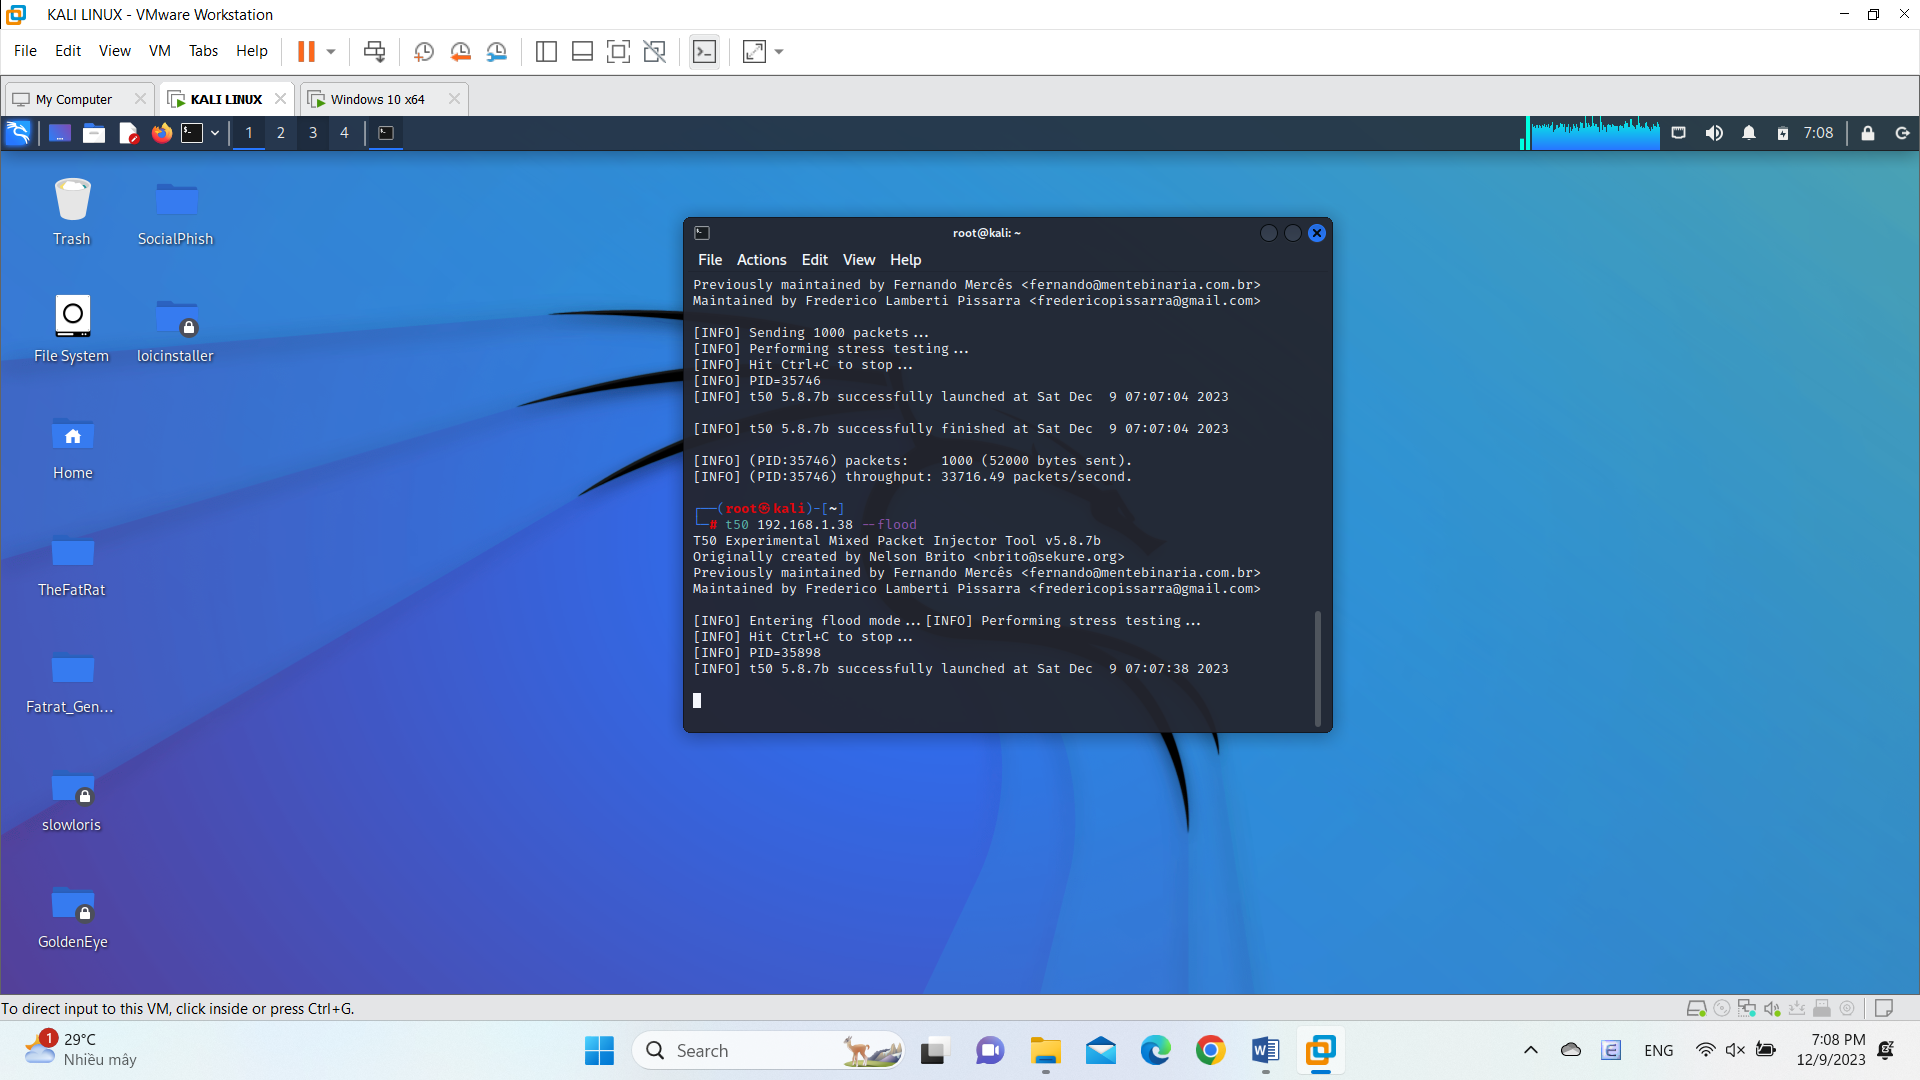 KALI LINUX - VMware Workstation
File Edit View VM Tabs Help
My Computer KALI LINUX Windows 10 x64
1 2 3 4 7:08
Trash SocialPhish
File System loicinstaller
Home
TheFatRat
Fatrat_Gen...
slowloris
GoldenEye
root@kali: ~
File Actions Edit View Help
Previously maintained by Fernando Mercês <fernando@mentebinaria.com.br>
Maintained by Frederico Lamberti Pissarra <fredericopissarra@gmail.com>
[INFO] Sending 1000 packets...
[INFO] Performing stress testing...
[INFO] Hit Ctrl+C to stop...
[INFO] PID=35746
[INFO] t50 5.8.7b successfully launched at Sat Dec  9 07:07:04 2023
[INFO] t50 5.8.7b successfully finished at Sat Dec  9 07:07:04 2023
[INFO] (PID:35746) packets:    1000 (52000 bytes sent).
[INFO] (PID:35746) throughput: 33716.49 packets/second.
┌──(root㉿kali)-[~]
└─# t50 192.168.1.38 --flood
T50 Experimental Mixed Packet Injector Tool v5.8.7b
Originally created by Nelson Brito <nbrito@sekure.org>
Previously maintained by Fernando Mercês <fernando@mentebinaria.com.br>
Maintained by Frederico Lamberti Pissarra <fredericopissarra@gmail.com>
[INFO] Entering flood mode...[INFO] Performing stress testing...
[INFO] Hit Ctrl+C to stop...
[INFO] PID=35898
[INFO] t50 5.8.7b successfully launched at Sat Dec  9 07:07:38 2023
To direct input to this VM, click inside or press Ctrl+G.
1 29°C
Nhiều mây
Search
ENG
7:08 PM
12/9/2023